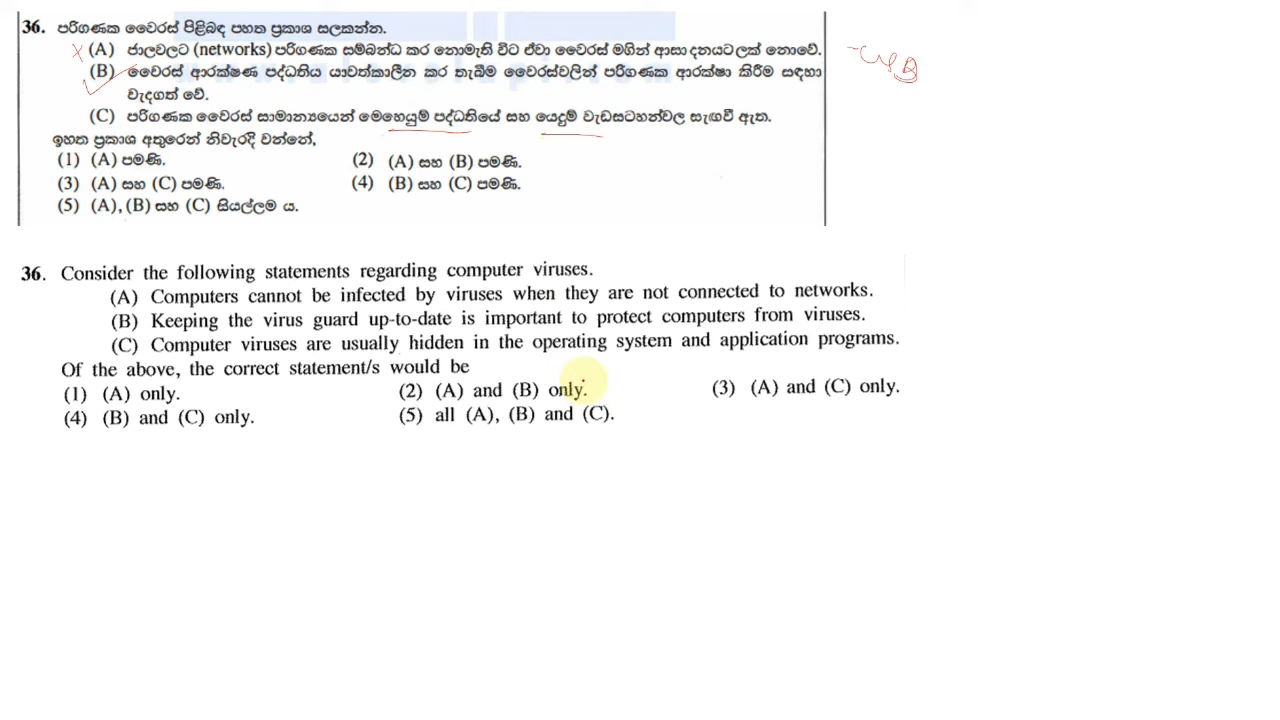 36. පරිගණක වෛරස් පිළිබඳ පහත ප්‍රකාශ සලකන්න.
(A) ජාලවලට (networks) පරිගණක සම්බන්ධ කර නොමැති විට ඒවා වෛරස් මගින් ආසාදනයට ලක් නොවේ.
(B) වෛරස් ආරක්ෂණ පද්ධතිය යාවත්කාලීන කර තැබීම වෛරස්වලින් පරිගණක ආරක්ෂා කිරීම සඳහා
වැදගත් වේ.
(C) පරිගණක වෛරස් සාමාන්‍යයෙන් මෙහෙයුම් පද්ධතියේ සහ යෙදුම් වැඩසටහන්වල සැඟවී ඇත.
ඉහත ප්‍රකාශ අතුරෙන් නිවැරදි වන්නේ,
(1) (A) පමණි. (2) (A) සහ (B) පමණි.
(3) (A) සහ (C) පමණි. (4) (B) සහ (C) පමණි.
(5) (A), (B) සහ (C) සියල්ලම ය.
36. Consider the following statements regarding computer viruses.
(A) Computers cannot be infected by viruses when they are not connected to networks.
(B) Keeping the virus guard up-to-date is important to protect computers from viruses.
(C) Computer viruses are usually hidden in the operating system and application programs.
Of the above, the correct statement/s would be
(1) (A) only. (2) (A) and (B) only. (3) (A) and (C) only.
(4) (B) and (C) only. (5) all (A), (B) and (C).